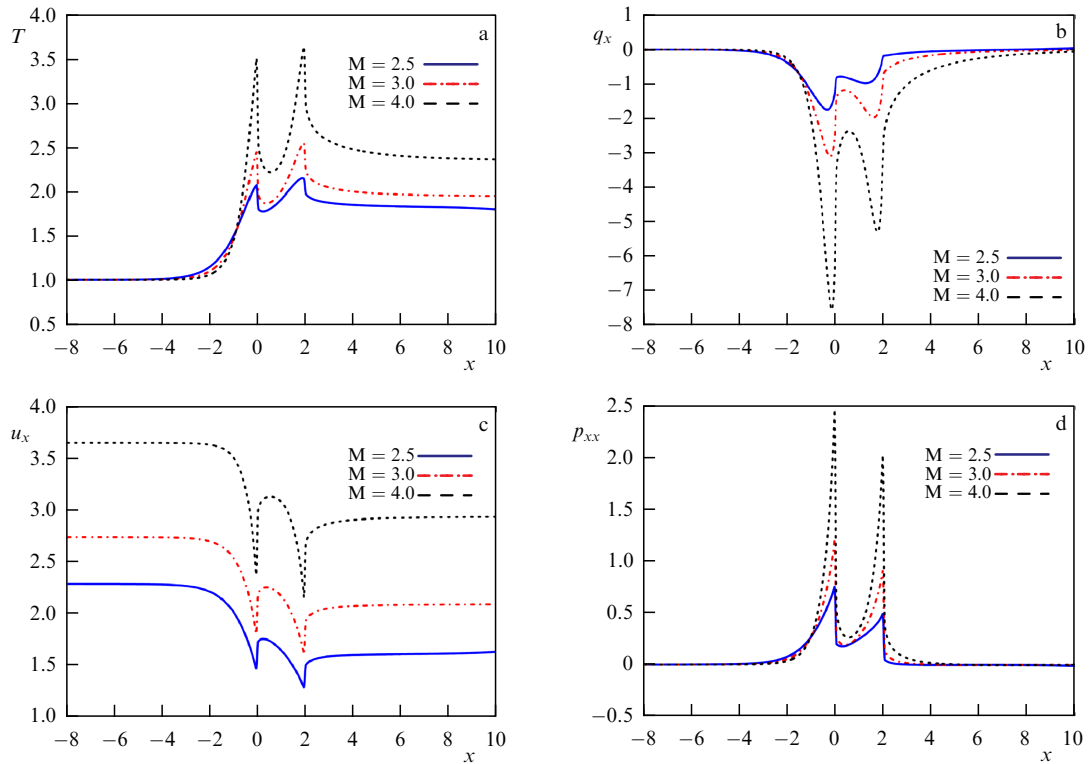 4.0
T
a
3.5
M = 2.5
M = 3.0
3.0
M = 4.0
2.5
2.0
1.5
1.0
0.5
−8 −6 −4 −2 0 2 4 6 8 10
x
1
qx
b
0
−1
−2
−3
−4
−5
−6
M = 2.5
M = 3.0
−7
M = 4.0
−8
−8 −6 −4 −2 0 2 4 6 8 10
x
4.0
ux
c
3.5
M = 2.5
M = 3.0
M = 4.0
3.0
2.5
2.0
1.5
1.0
−8 −6 −4 −2 0 2 4 6 8 10
x
2.5
pxx
d
2.0
M = 2.5
M = 3.0
M = 4.0
1.5
1.0
0.5
0
−0.5
−8 −6 −4 −2 0 2 4 6 8 10
x